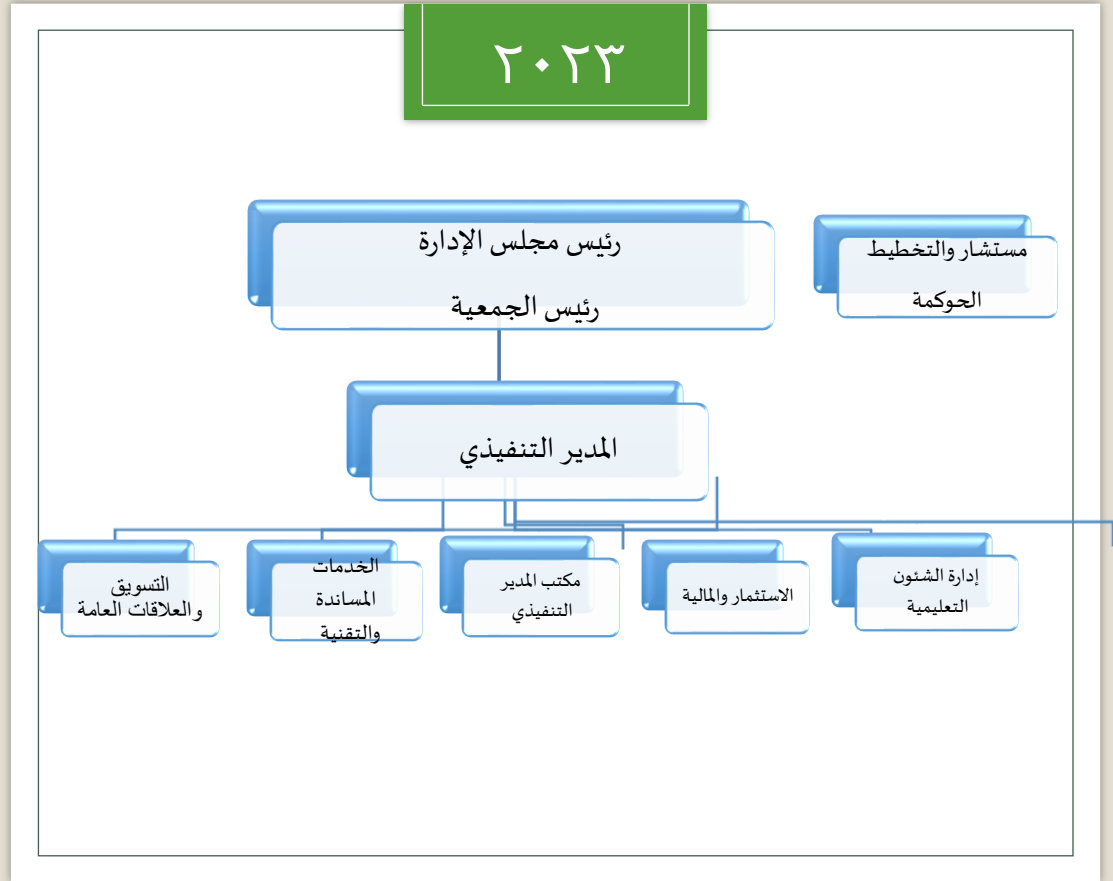 ٢٠٢٣
رئيس مجلس الإدارة
رئيس الجمعية
مستشار والتخطيط
الحوكمة
المدير التنفيذي
إدارة الشئون
التعليمية
الاستثمار والمالية
مكتب المدير
التنفيذي
الخدمات
المساندة
والتقنية
التسويق
والعلاقات العامة